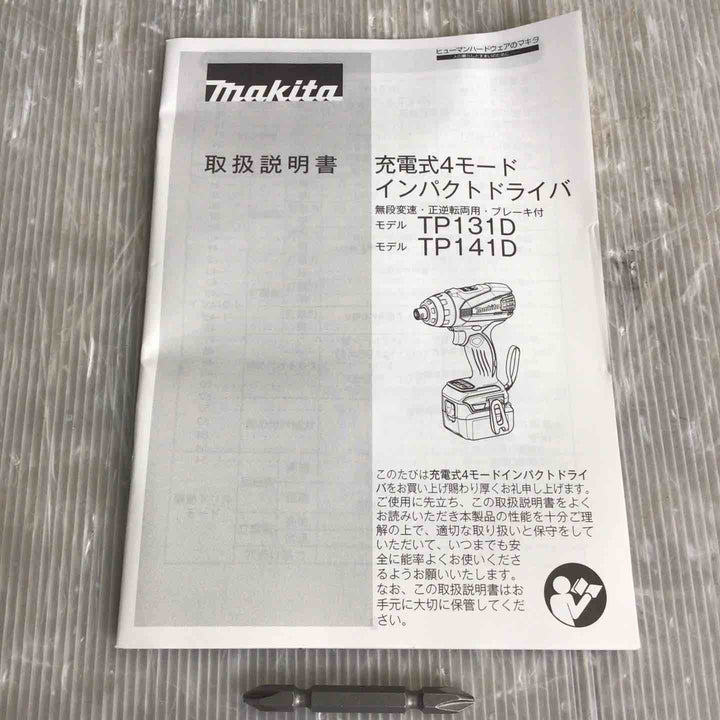 ヒューマンハードウェアのマキタ
makita
取扱説明書
充電式4モード
インパクトドライバ
無段変速・正逆転両用・ブレーキ付
モデル TP131D
モデル TP141D
makita
このたびは充電式4モードインパクトドライ
バをお買い上げ賜わり厚くお礼申し上げます。
ご使用に先立ち、この取扱説明書をよく
お読みいただき本製品の性能を十分ご理
解の上で、適切な取り扱いと保守をして
いただいて、いつまでも安
全に能率よくお使いくださ
るようお願いいたします。
なお、この取扱説明書はお
手元に大切に保管してくだ
さい。